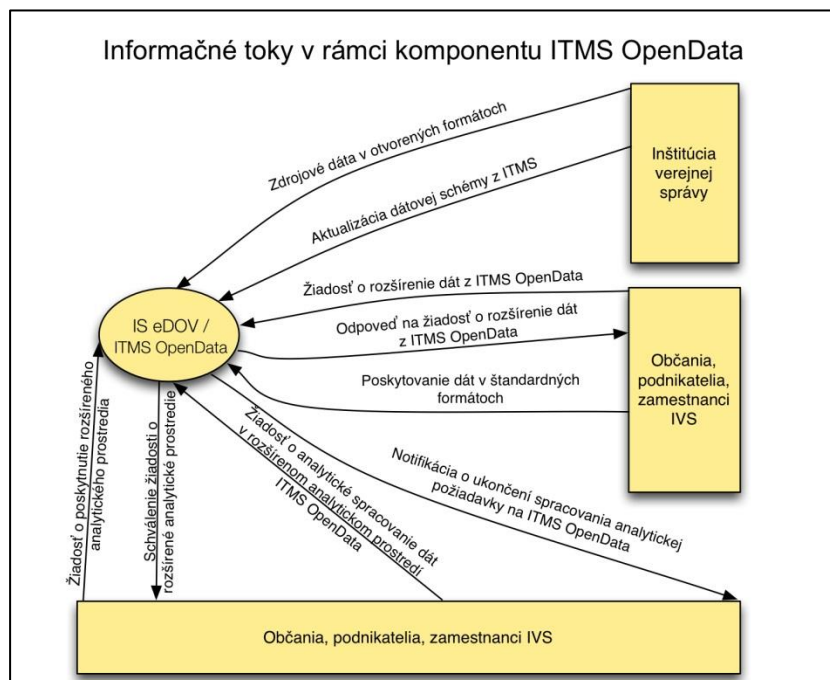 Informačné toky v rámci komponentu ITMS OpenData
Zdrojové dáta v otvorených formátoch
Inštitúcia
verejnej
správy
Aktualizácia dátovej schémy z ITMS
Žiadosť o rozšírenie dát z ITMS OpenData
IS eDOV /
ITMS OpenData
Odpoveď na žiadosť o rozšírenie dát
z ITMS OpenData
Občania,
podnikatelia,
zamestnanci
IVS
Poskytovanie dát v štandardných
formátoch
Žiadosť o poskytnutie rozšíreného
analytického prostredia
Schválenie žiadosti o
rozšírené analytické prostredie
Žiadosť o analytické spracovanie dát
v rozšírenom analytickom prostredí
ITMS OpenData
Notifikácia o ukončení spracovania analytickej
požiadavky na ITMS OpenData
Občania, podnikatelia, zamestnanci IVS